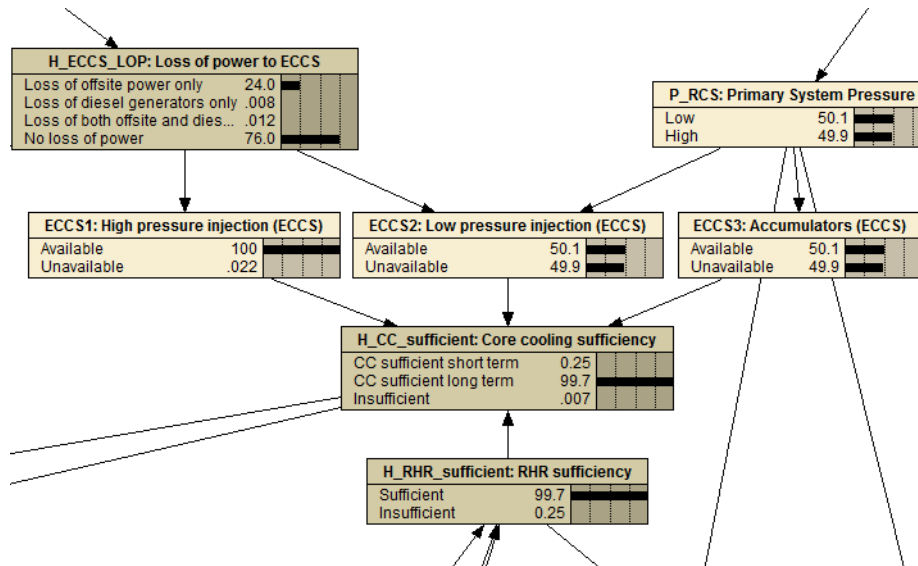 H_ECCS_LOP: Loss of power to ECCS
Loss of offsite power only 24.0
Loss of diesel generators only .008
Loss of both offsite and dies... .012
No loss of power 76.0
P_RCS: Primary System Pressure
Low 50.1
High 49.9
ECCS1: High pressure injection (ECCS)
Available 100
Unavailable .022
ECCS2: Low pressure injection (ECCS)
Available 50.1
Unavailable 49.9
ECCS3: Accumulators (ECCS)
Available 50.1
Unavailable 49.9
H_CC_sufficient: Core cooling sufficiency
CC sufficient short term 0.25
CC sufficient long term 99.7
Insufficient .007
H_RHR_sufficient: RHR sufficiency
Sufficient 99.7
Insufficient 0.25